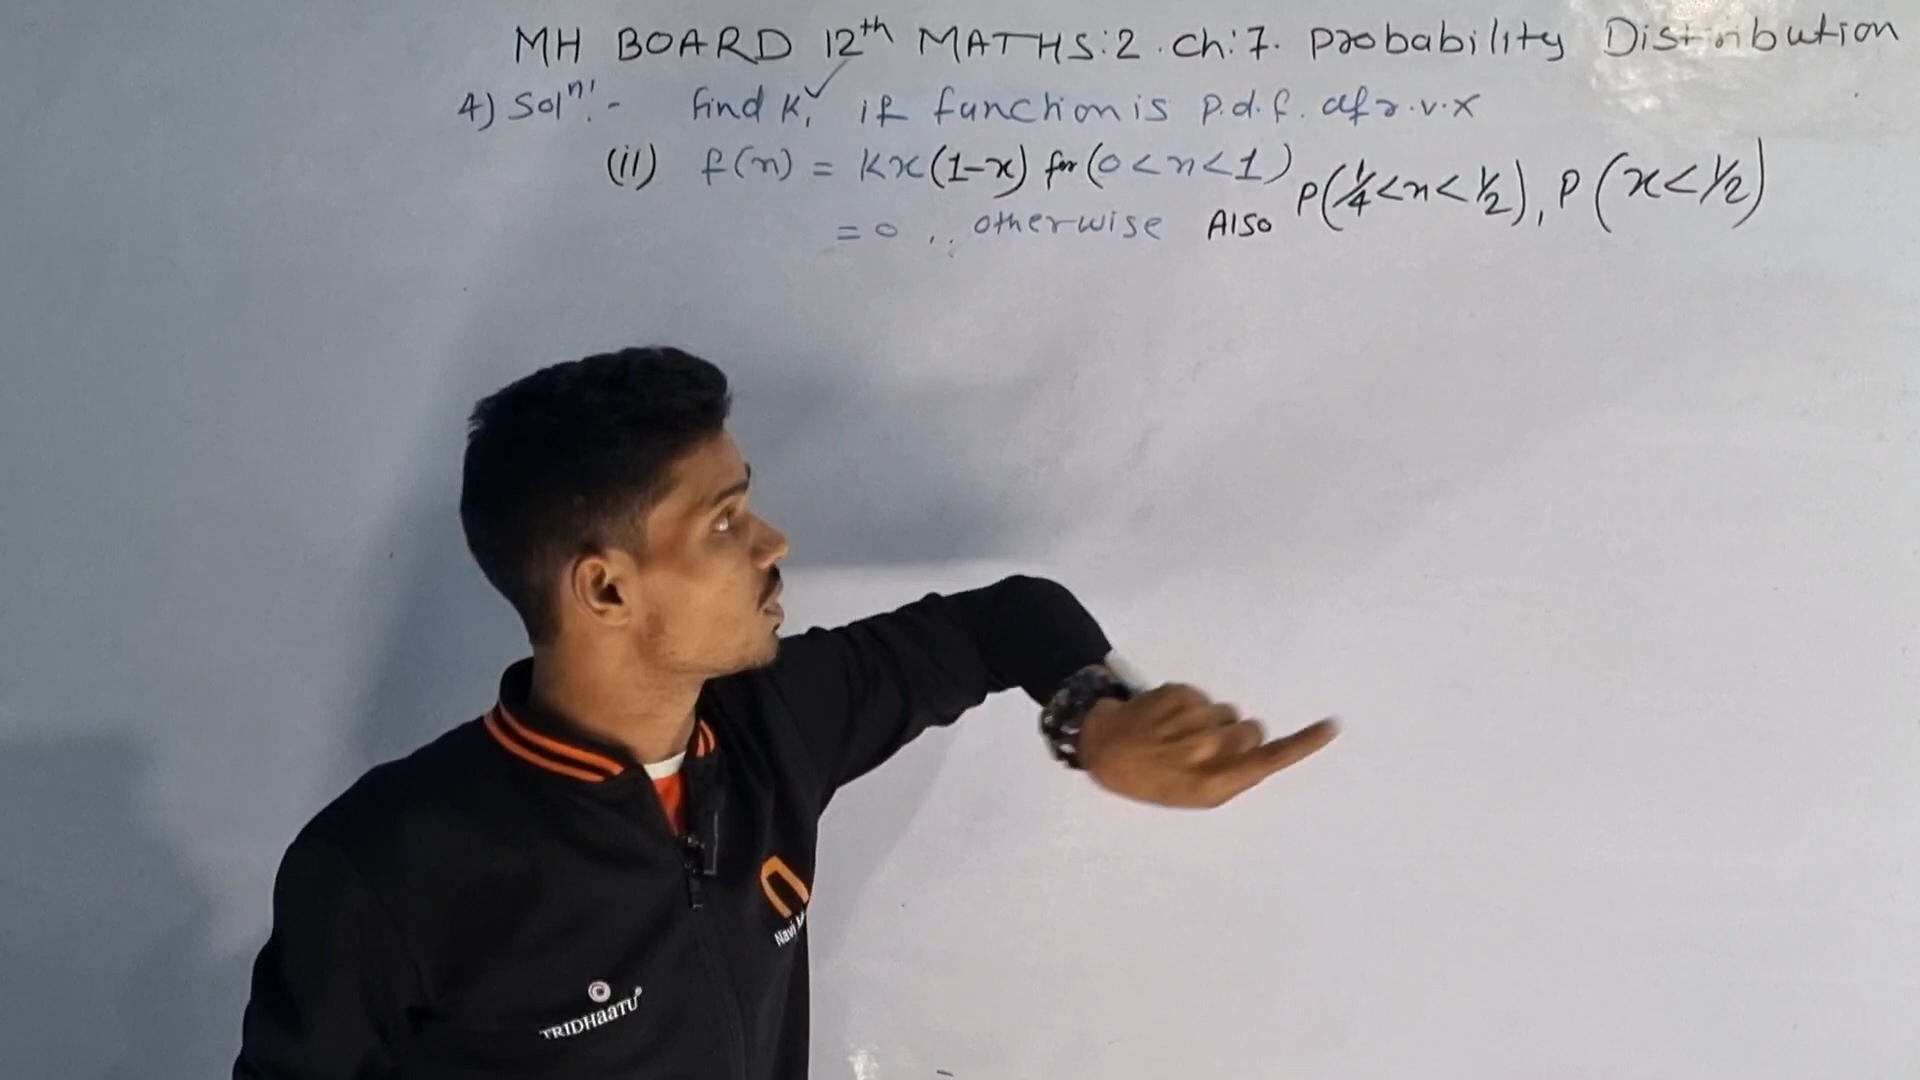 MH BOARD 12th MATHS:2. Ch:7. Probability Distribution
4) Solⁿ:- Find K, ✓ if function is P.d.f. of r.v.x
(ii) f(x) = Kx(1-x) for (0<x<1)
P(1/4<x<1/2), P(x<1/2)
=0 .. otherwise Also
TRIDHaaTU
Navi